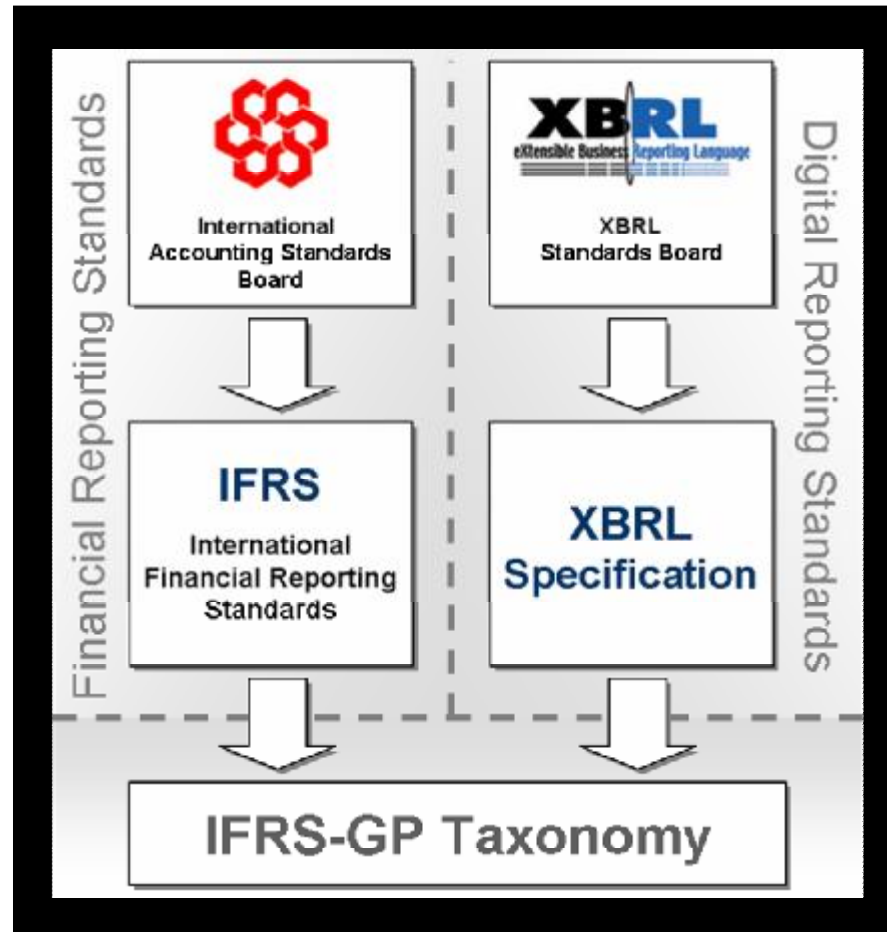 Financial Reporting Standards
International
Accounting Standards
Board
IFRS
International
Financial Reporting
Standards
XBRL
eXtensible Business Reporting Language
XBRL
Standards Board
XBRL
Specification
Digital Reporting Standards
IFRS-GP Taxonomy